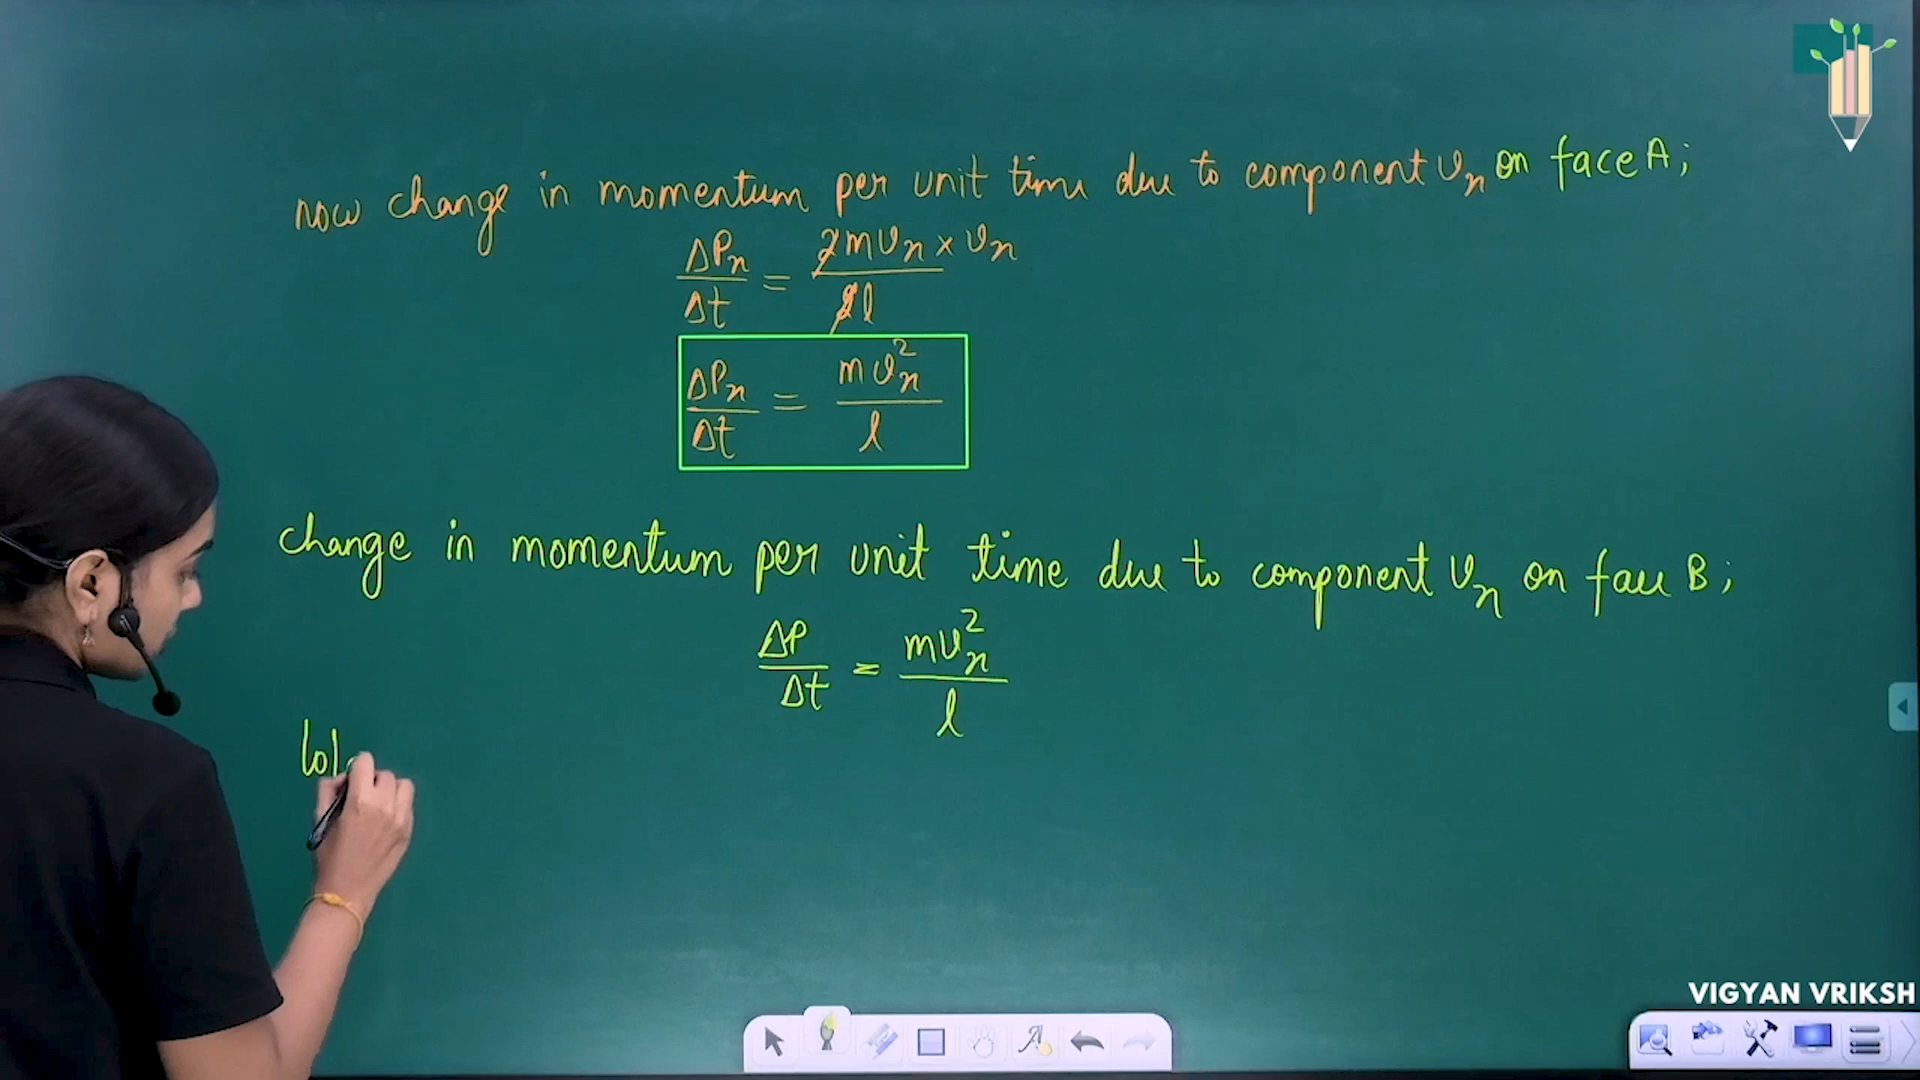 now change in momentum per unit time due to component vₓ on face A;
ΔPₓ/Δt = 2mvₓ × vₓ / 2l
ΔPₓ/Δt = mvₓ² / l
change in momentum per unit time due to component vₓ on face B;
ΔP/Δt = mvₓ² / l
VIGYAN VRIKSH